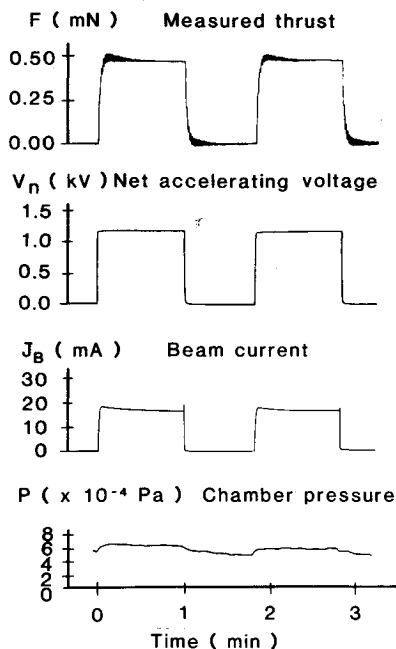 F ( mN ) Measured thrust
0.50
0.25
0.00
Vn ( kV ) Net accelerating voltage
1.5
1.0
0.5
0.0
JB ( mA ) Beam current
30
20
10
0
P ( x 10⁻⁴ Pa ) Chamber pressure
8
6
4
2
0
0 1 2 3
Time ( min )